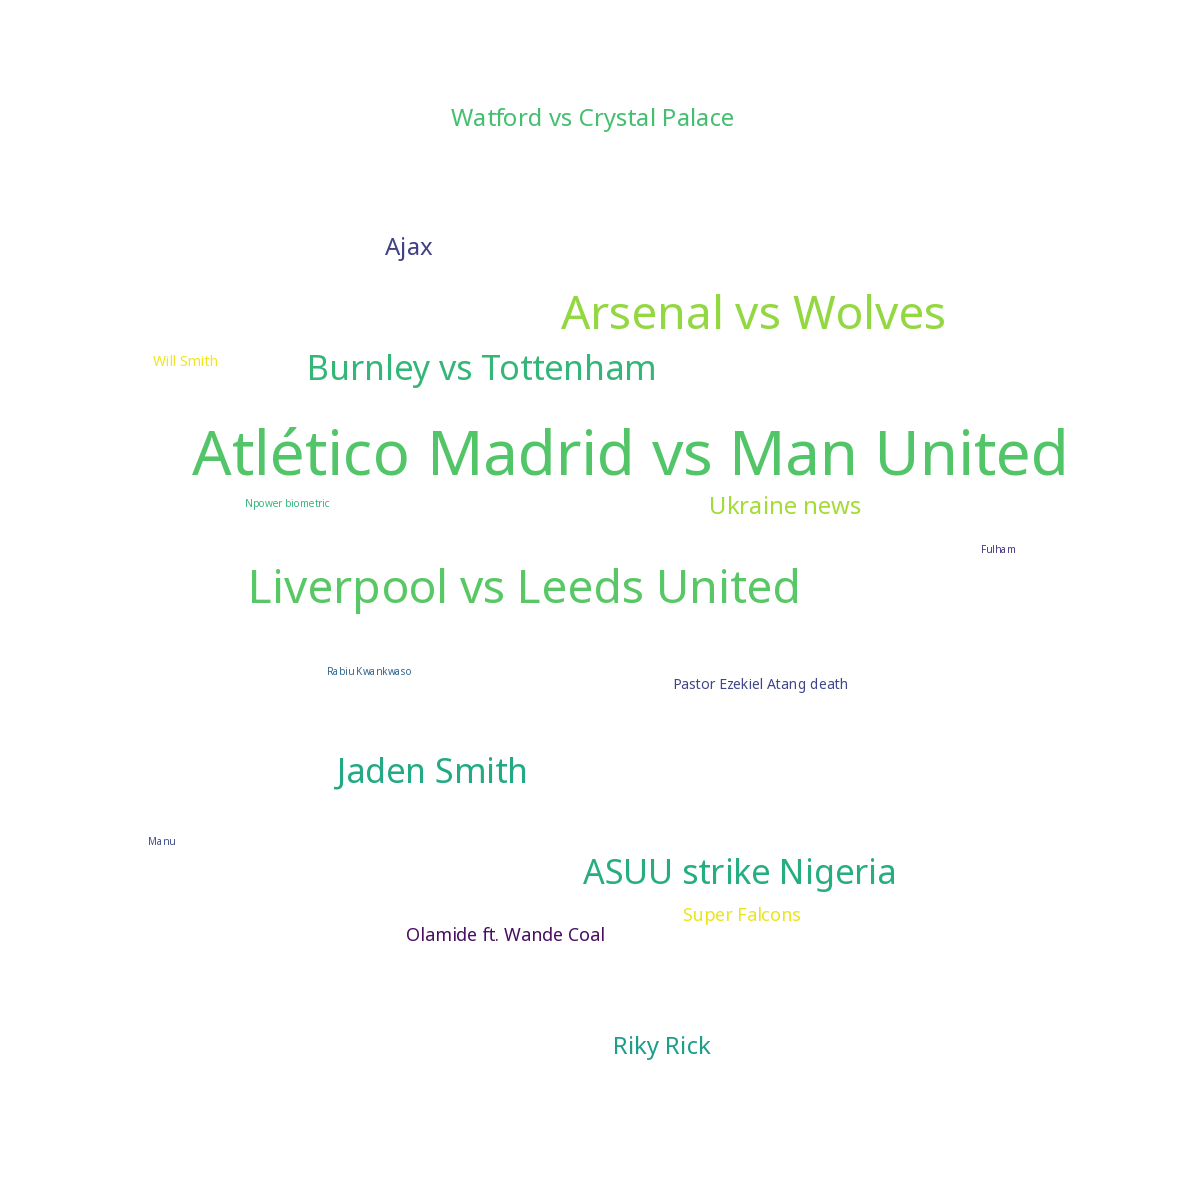 Watford vs Crystal Palace
Ajax
Arsenal vs Wolves
Will Smith
Burnley vs Tottenham
Atlético Madrid vs Man United
Npower biometric
Ukraine news
Fulham
Liverpool vs Leeds United
Rabiu Kwankwaso
Pastor Ezekiel Atang death
Jaden Smith
Manu
ASUU strike Nigeria
Super Falcons
Olamide ft. Wande Coal
Riky Rick